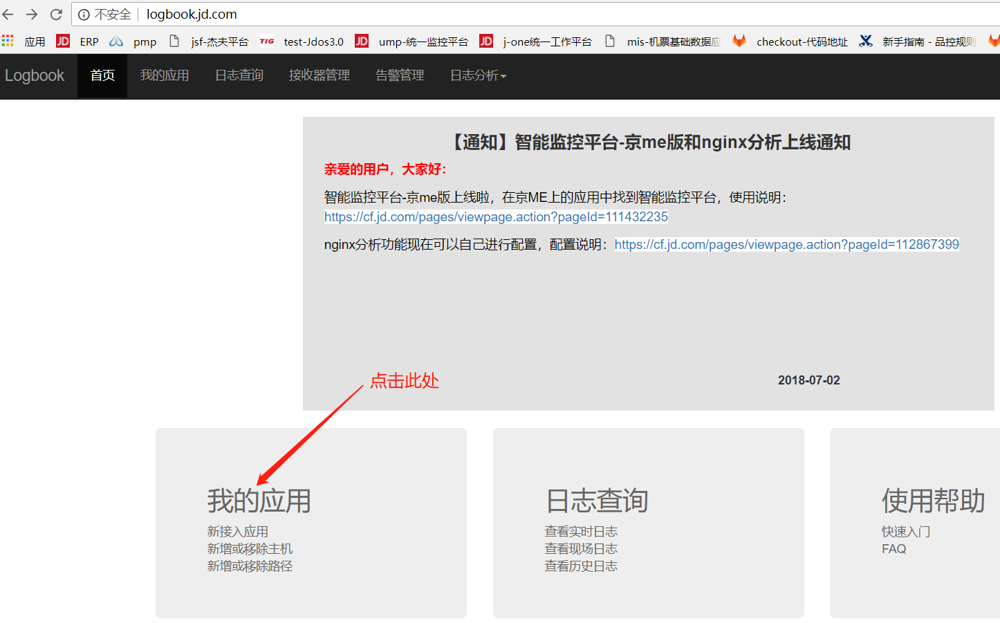 不安全 logbook.jd.com
应用 JD ERP pmp jsf-杰夫平台 TIG test-Jdos3.0 JD ump-统一监控平台 JD j-one统一工作平台 mis-机票基础数据应 checkout-代码地址 新手指南 - 品控规则
Logbook 首页 我的应用 日志查询 接收器管理 告警管理 日志分析
【通知】智能监控平台-京me版和nginx分析上线通知
亲爱的用户，大家好：
智能监控平台-京me版上线啦，在京ME上的应用中找到智能监控平台，使用说明：
https://cf.jd.com/pages/viewpage.action?pageId=111432235
nginx分析功能现在可以自己进行配置，配置说明：https://cf.jd.com/pages/viewpage.action?pageId=112867399
点击此处
2018-07-02
我的应用
新接入应用
新增或移除主机
新增或移除路径
日志查询
查看实时日志
查看现场日志
查看历史日志
使用帮助
快速入门
FAQ